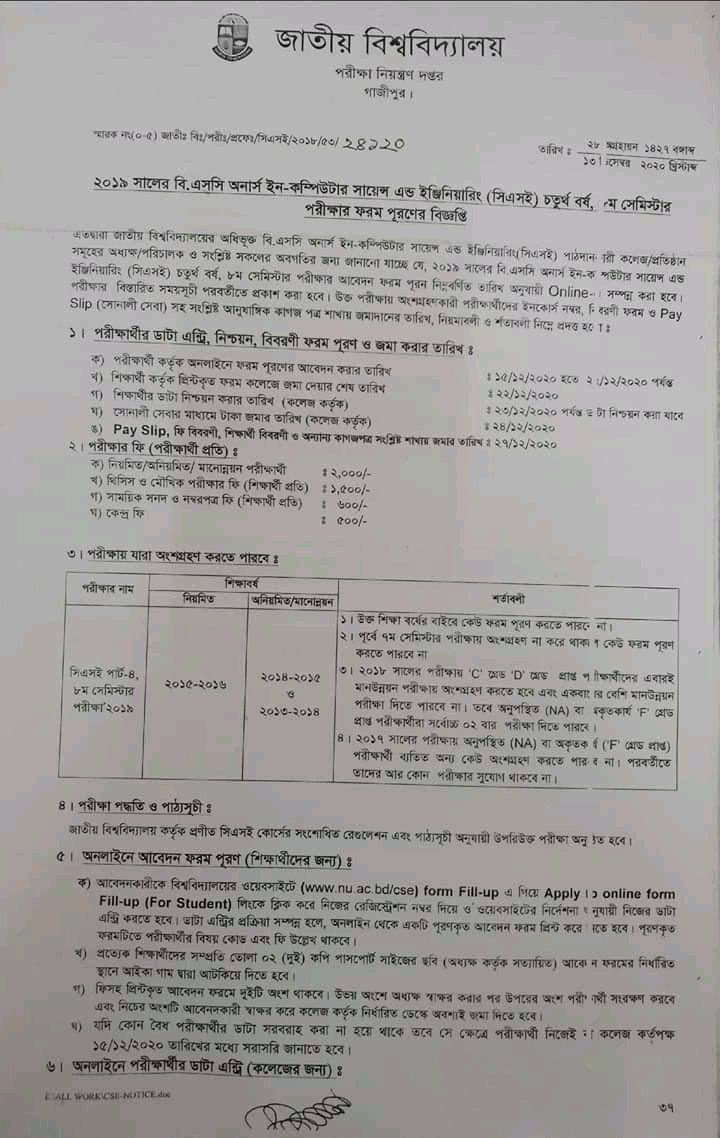 জাতীয় বিশ্ববিদ্যালয়
পরীক্ষা নিয়ন্ত্রণ দপ্তর
গাজীপুর।
স্মারক নং(০-৫) জাতীঃ বিঃ/পরীঃ/প্রফেঃ/সিএসই/২০১৮/৫৩/২৪৯২০
তারিখ ঃ ২৮ অগ্রহায়ন ১৪২৭ বঙ্গাব্দ
১৩ ডিসেম্বর ২০২০ খ্রিস্টাব্দ
২০১৯ সালের বি.এসসি অনার্স ইন-কম্পিউটার সায়েন্স এন্ড ইঞ্জিনিয়ারিং (সিএসই) চতুর্থ বর্ষ, ৮ম সেমিস্টার
পরীক্ষার ফরম পূরণের বিজ্ঞপ্তি
এতদ্বারা জাতীয় বিশ্ববিদ্যালয়ের অধিভুক্ত বি.এসসি অনার্স ইন-কম্পিউটার সায়েন্স এন্ড ইঞ্জিনিয়ারিং(সিএসই) পাঠদানকারী কলেজ/প্রতিষ্ঠান
সমূহের অধ্যক্ষ/পরিচালক ও সংশ্লিষ্ট সকলের অবগতির জন্য জানানো যাচ্ছে যে, ২০১৯ সালের বি.এসসি অনার্স ইন-কম্পিউটার সায়েন্স এন্ড
ইঞ্জিনিয়ারিং (সিএসই) চতুর্থ বর্ষ, ৮ম সেমিস্টার পরীক্ষার আবেদন ফরম পূরন নিম্নবর্ণিত তারিখ অনুযায়ী Online-এ সম্পন্ন করা হবে।
পরীক্ষার বিস্তারিত সময়সূচী পরবর্তীতে প্রকাশ করা হবে। উক্ত পরীক্ষায় অংশগ্রহণকারী পরীক্ষার্থীদের ইনকোর্স নম্বর, বিবরণী ফরম ও Pay
Slip (সোনালী সেবা) সহ সংশ্লিষ্ট আনুষাঙ্গিক কাগজ পত্র শাখায় জমাদানের তারিখ, নিয়মাবলী ও শর্তাবলী নিম্নে প্রদত্ত হলো ঃ
১। পরীক্ষার্থীর ডাটা এন্ট্রি, নিশ্চয়ন, বিবরণী ফরম পূরণ ও জমা করার তারিখ ঃ
ক) পরীক্ষার্থী কর্তৃক অনলাইনে ফরম পূরণের আবেদন করার তারিখ ঃ ১৫/১২/২০২০ হতে ২ /১২/২০২০ পর্যন্ত
খ) শিক্ষার্থী কর্তৃক প্রিন্টকৃত ফরম কলেজে জমা দেয়ার শেষ তারিখ ঃ ২২/১২/২০২০
গ) শিক্ষার্থীর ডাটা নিশ্চয়ন করার তারিখ (কলেজ কর্তৃক) ঃ ২৩/১২/২০২০ পর্যন্ত ডাটা নিশ্চয়ন করা যাবে
ঘ) সোনালী সেবার মাধ্যমে টাকা জমার তারিখ (কলেজ কর্তৃক) ঃ ২৪/১২/২০২০
ঙ) Pay Slip, ফি বিবরণী, শিক্ষার্থী বিবরণী ও অন্যান্য কাগজপত্র সংশ্লিষ্ট শাখায় জমার তারিখ ঃ ২৭/১২/২০২০
২। পরীক্ষার ফি (পরীক্ষার্থী প্রতি) ঃ
ক) নিয়মিত/অনিয়মিত/ মানোন্নয়ন পরীক্ষার্থী ঃ ২,০০০/-
খ) থিসিস ও মৌখিক পরীক্ষার ফি (শিক্ষার্থী প্রতি) ঃ ১,৫০০/-
গ) সাময়িক সনদ ও নম্বরপত্র ফি (শিক্ষার্থী প্রতি) ঃ ৬০০/-
ঘ) কেন্দ্র ফি ঃ ৫০০/-
৩। পরীক্ষায় যারা অংশগ্রহণ করতে পারবে ঃ
পরীক্ষার নাম
শিক্ষাবর্ষ
নিয়মিত
অনিয়মিত/মানোন্নয়ন
শর্তাবলী
সিএসই পার্ট-৪,
৮ম সেমিস্টার
পরীক্ষা'২০১৯
২০১৫-২০১৬
২০১৪-২০১৫
ও
২০১৩-২০১৪
১। উক্ত শিক্ষা বর্ষের বাইরে কেউ ফরম পূরণ করতে পারবে না।
২। পূর্বে ৭ম সেমিস্টার পরীক্ষায় অংশগ্রহণ না করে থাকলে কেউ ফরম পূরণ
করতে পারবে না
৩। ২০১৮ সালের পরীক্ষায় 'C' গ্রেড 'D' গ্রেড প্রাপ্ত পরীক্ষার্থীদের এবারই
মানউন্নয়ন পরীক্ষায় অংশগ্রহণ করতে হবে এবং একবারের বেশি মানউন্নয়ন
পরীক্ষা দিতে পারবে না। তবে অনুপস্থিত (NA) বা অকৃতকার্য 'F' গ্রেড
প্রাপ্ত পরীক্ষার্থীরা সর্বোচ্চ ০২ বার পরীক্ষা দিতে পারবে।
৪। ২০১৭ সালের পরীক্ষায় অনুপস্থিত (NA) বা অকৃতকার্য ('F' গ্রেড প্রাপ্ত)
পরীক্ষার্থী ব্যতিত অন্য কেউ অংশগ্রহণ করতে পারবে না। পরবর্তীতে
তাদের আর কোন পরীক্ষার সুযোগ থাকবে না।
৪। পরীক্ষা পদ্ধতি ও পাঠ্যসূচী ঃ
জাতীয় বিশ্ববিদ্যালয় কর্তৃক প্রণীত সিএসই কোর্সের সংশোধিত রেগুলেশন এবং পাঠ্যসূচী অনুযায়ী উপরিউক্ত পরীক্ষা অনুষ্ঠিত হবে।
৫। অনলাইনে আবেদন ফরম পূরণ (শিক্ষার্থীদের জন্য) ঃ
ক) আবেদনকারীকে বিশ্ববিদ্যালয়ের ওয়েবসাইটে (www.nu.ac.bd/cse) form Fill-up এ গিয়ে Apply to online form
Fill-up (For Student) লিংকে ক্লিক করে নিজের রেজিস্ট্রেশন নম্বর দিয়ে ওয়েবসাইটের নির্দেশনা অনুযায়ী নিজের ডাটা
এন্ট্রি করতে হবে। ডাটা এন্ট্রির প্রক্রিয়া সম্পন্ন হলে, অনলাইন থেকে একটি পূরণকৃত আবেদন ফরম প্রিন্ট করে নিতে হবে। পূরণকৃত
ফরমটিতে পরীক্ষার্থীর বিষয় কোড এবং ফি উল্লেখ থাকবে।
খ) প্রত্যেক শিক্ষার্থীদের সম্প্রতি তোলা ০২ (দুই) কপি পাসপোর্ট সাইজের ছবি (অধ্যক্ষ কর্তৃক সত্যায়িত) আবেদন ফরমের নির্ধারিত
স্থানে আইকা গাম দ্বারা আটকিয়ে দিতে হবে।
গ) ফিসহ প্রিন্টকৃত আবেদন ফরমে দুইটি অংশ থাকবে। উভয় অংশে অধ্যক্ষ স্বাক্ষর করার পর উপরের অংশ পরীক্ষার্থী সংরক্ষণ করবে
এবং নিচের অংশটি আবেদনকারী স্বাক্ষর করে কলেজ কর্তৃক নির্ধারিত ডেস্কে অবশ্যই জমা দিতে হবে।
ঘ) যদি কোন বৈধ পরীক্ষার্থীর ডাটা সরবরাহ করা না হয়ে থাকে তবে সে ক্ষেত্রে পরীক্ষার্থী নিজেই বা কলেজ কর্তৃপক্ষ
১৫/১২/২০২০ তারিখের মধ্যে সরাসরি জানাতে হবে।
৬। অনলাইনে পরীক্ষার্থীর ডাটা এন্ট্রি (কলেজের জন্য) ঃ
E:\ALL WORK\CSE-NOTICE.doc
৩৭